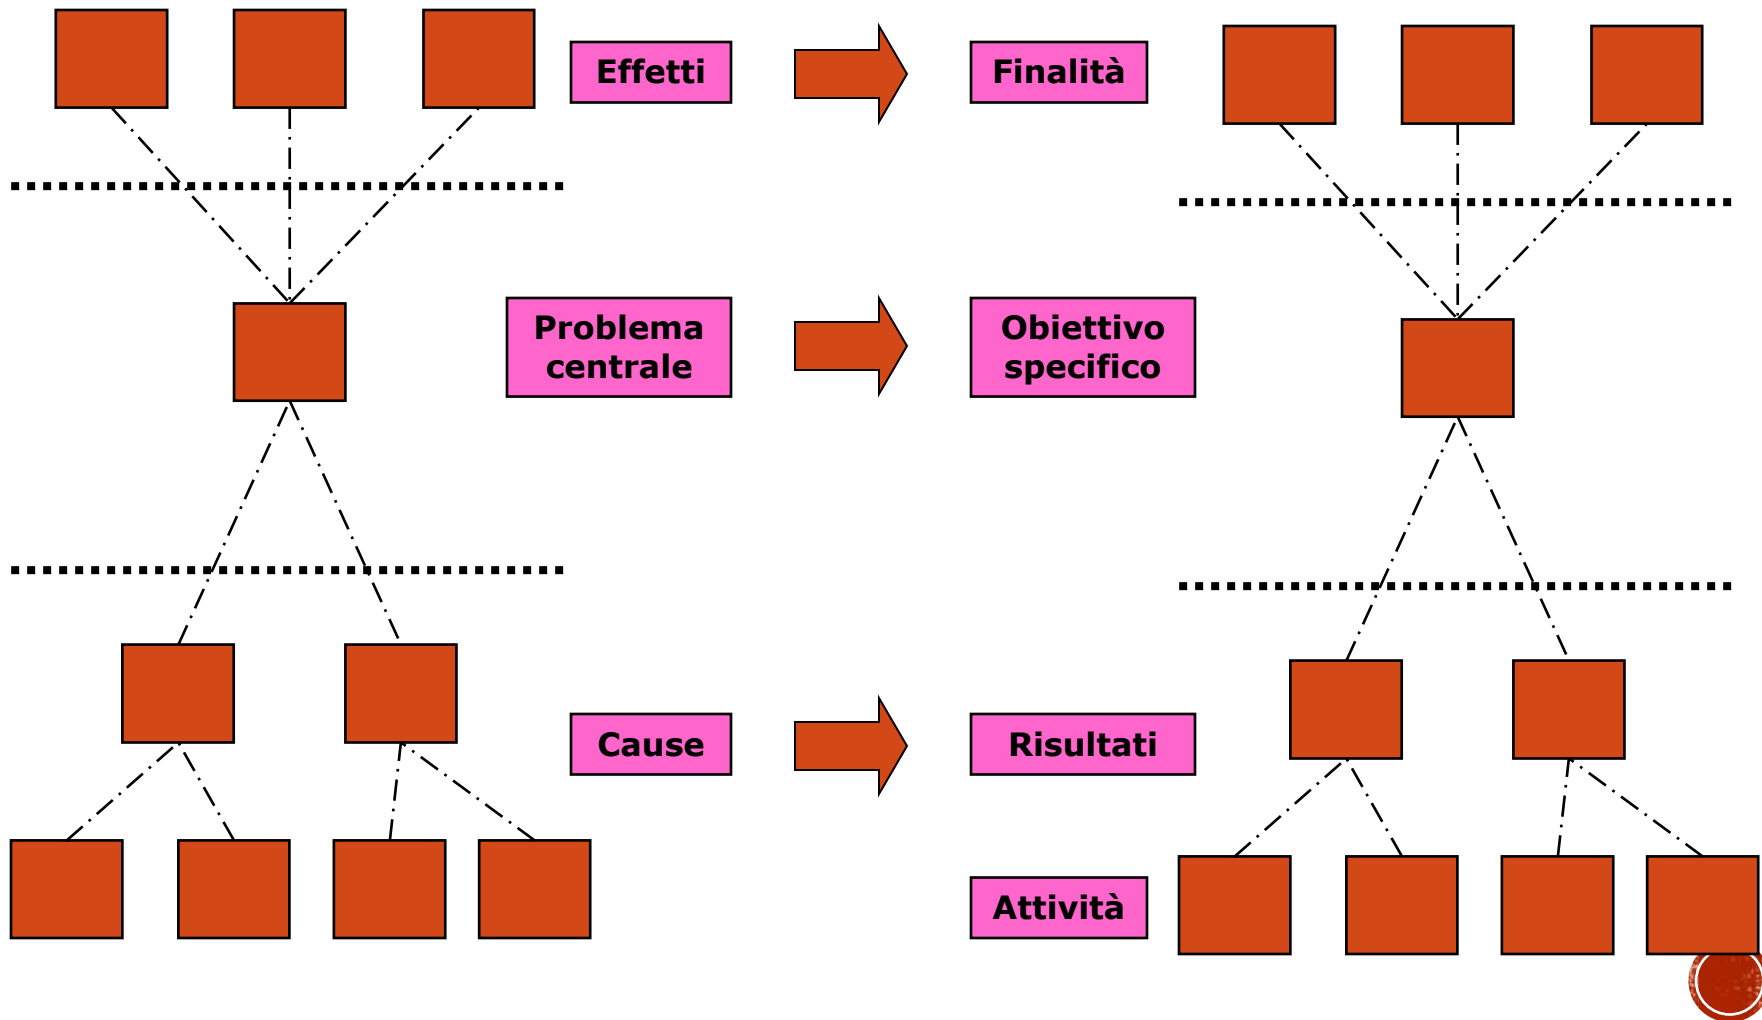 Effetti
Finalità
Problema
centrale
Obiettivo
specifico
Cause
Risultati
Attività